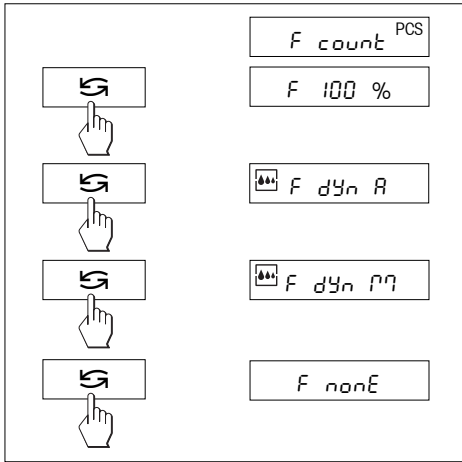 F count PCS
F 100 %
F dYn A
F dYn M
F nonE